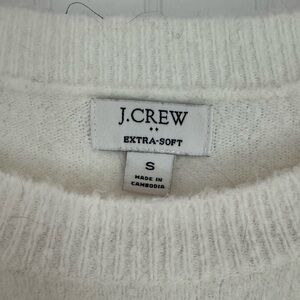 J.CREW
EXTRA-SOFT
S
MADE IN
CAMBODIA